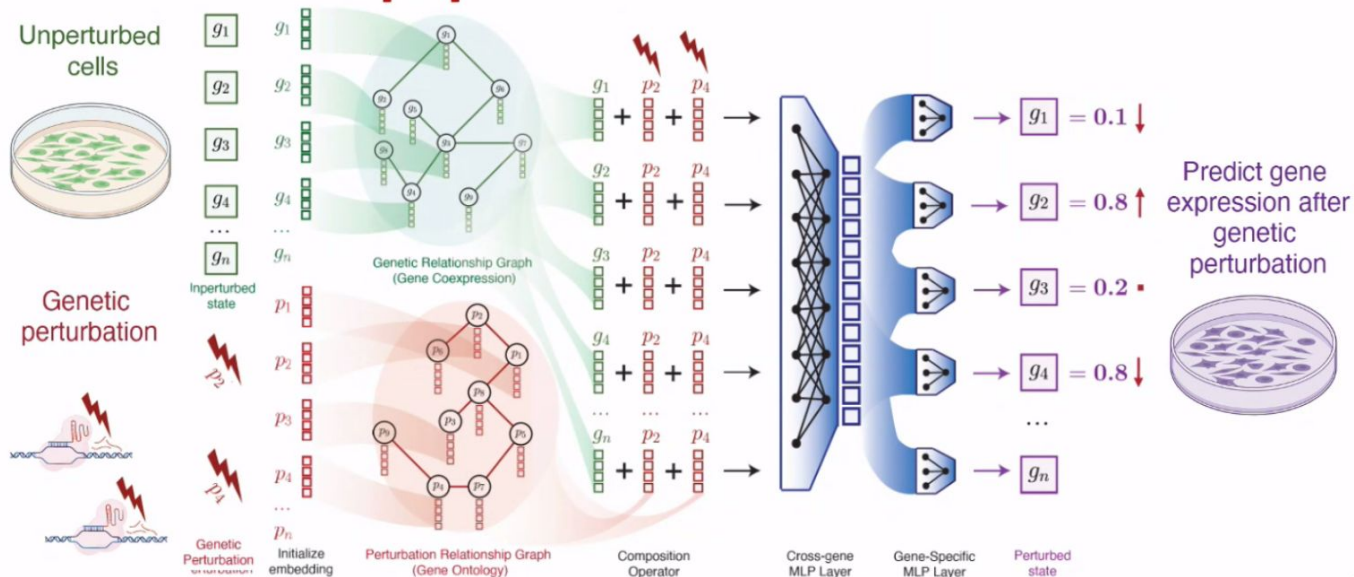 Unperturbed
cells
g1
g2
g3
g4
...
gn
Inperturbed
state
g1
g2
g3
g4
...
gn
g1
g2
g5
g6
g3
g7
g8
g4
g9
Genetic Relationship Graph
(Gene Coexpression)
Genetic
perturbation
p2
p4
Genetic
Perturbation
p1
p2
p3
p4
...
pn
Initialize
embedding
p2
p6
p1
p8
p3
p9
p5
p4
p7
Perturbation Relationship Graph
(Gene Ontology)
g1 p2 p4
+ +
g2 p2 p4
+ +
g3 p2 p4
+ +
g4 p2 p4
+ +
... ... ...
gn p2 p4
+ +
Composition
Operator
Cross-gene
MLP Layer
Gene-Specific
MLP Layer
g1 = 0.1
g2 = 0.8
g3 = 0.2
g4 = 0.8
...
gn
Perturbed
state
Predict gene
expression after
genetic
perturbation